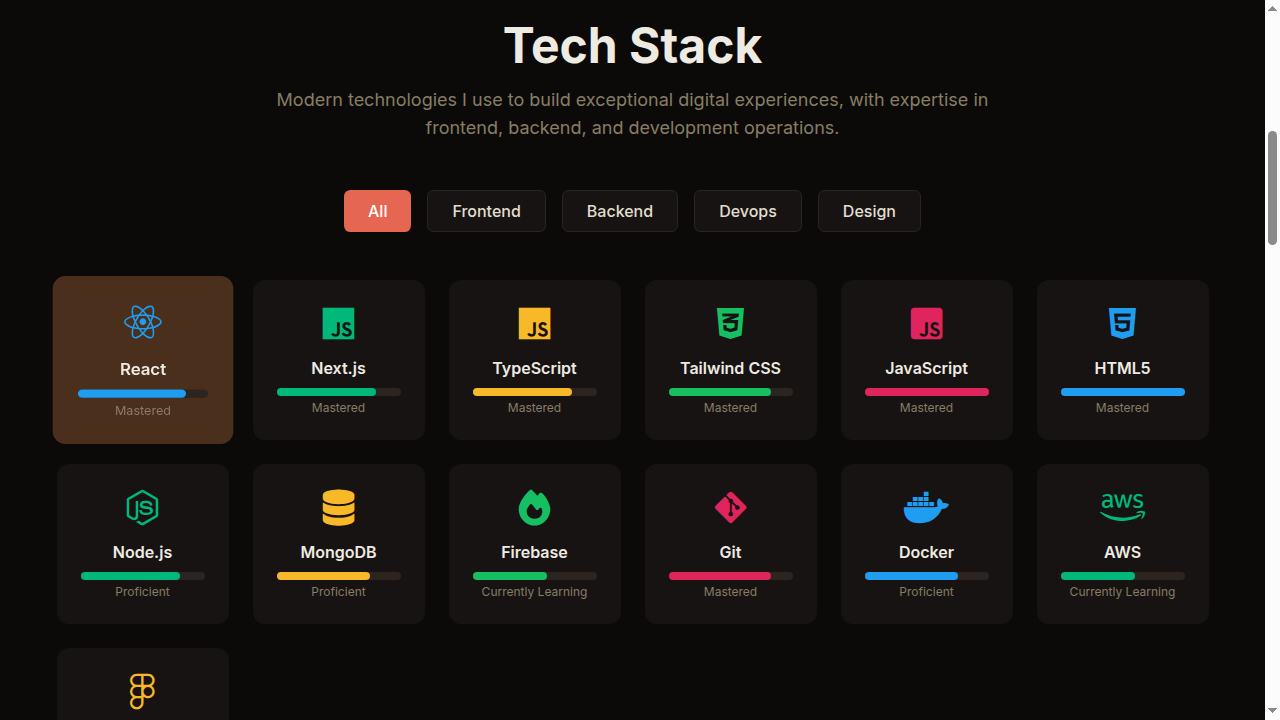 Tech Stack
Modern technologies I use to build exceptional digital experiences, with expertise in
frontend, backend, and development operations.
All Frontend Backend Devops Design
JS JS JS
React Next.js TypeScript Tailwind CSS JavaScript HTML5
Mastered Mastered Mastered Mastered Mastered Mastered
JS aws
Node.js MongoDB Firebase Git Docker AWS
Proficient Proficient Currently Learning Mastered Proficient Currently Learning